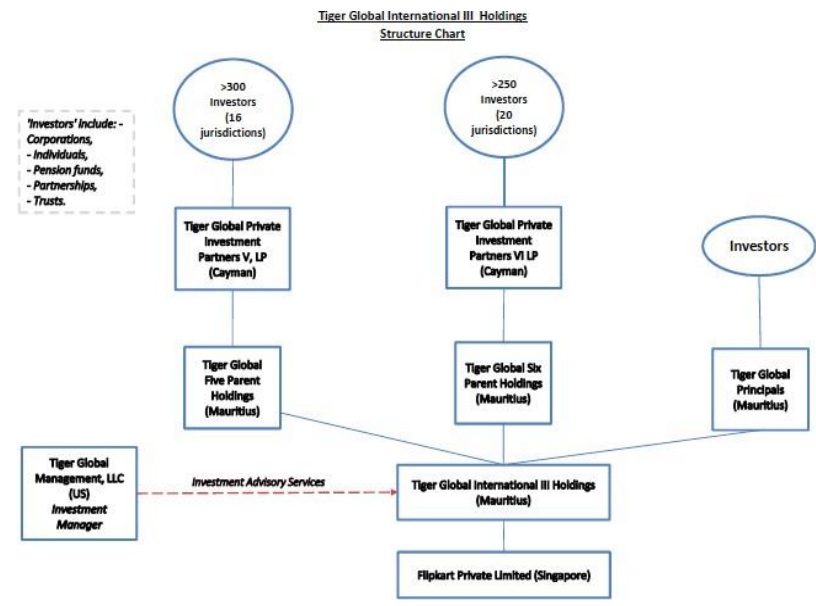 Tiger Global International III Holdings
Structure Chart
>300
Investors
(16
jurisdictions)
>250
Investors
(20
jurisdictions)
'Investors' include: -
Corporations,
- Individuals,
- Pension funds,
- Partnerships,
- Trusts.
Tiger Global Private
Investment
Partners V, LP
(Cayman)
Tiger Global Private
Investment
Partners VI LP
(Cayman)
Investors
Tiger Global
Five Parent
Holdings
(Mauritius)
Tiger Global Six
Parent Holdings
(Mauritius)
Tiger Global
Principals
(Mauritius)
Tiger Global
Management, LLC
(US)
Investment
Manager
Investment Advisory Services
Tiger Global International III Holdings
(Mauritius)
Flipkart Private Limited (Singapore)